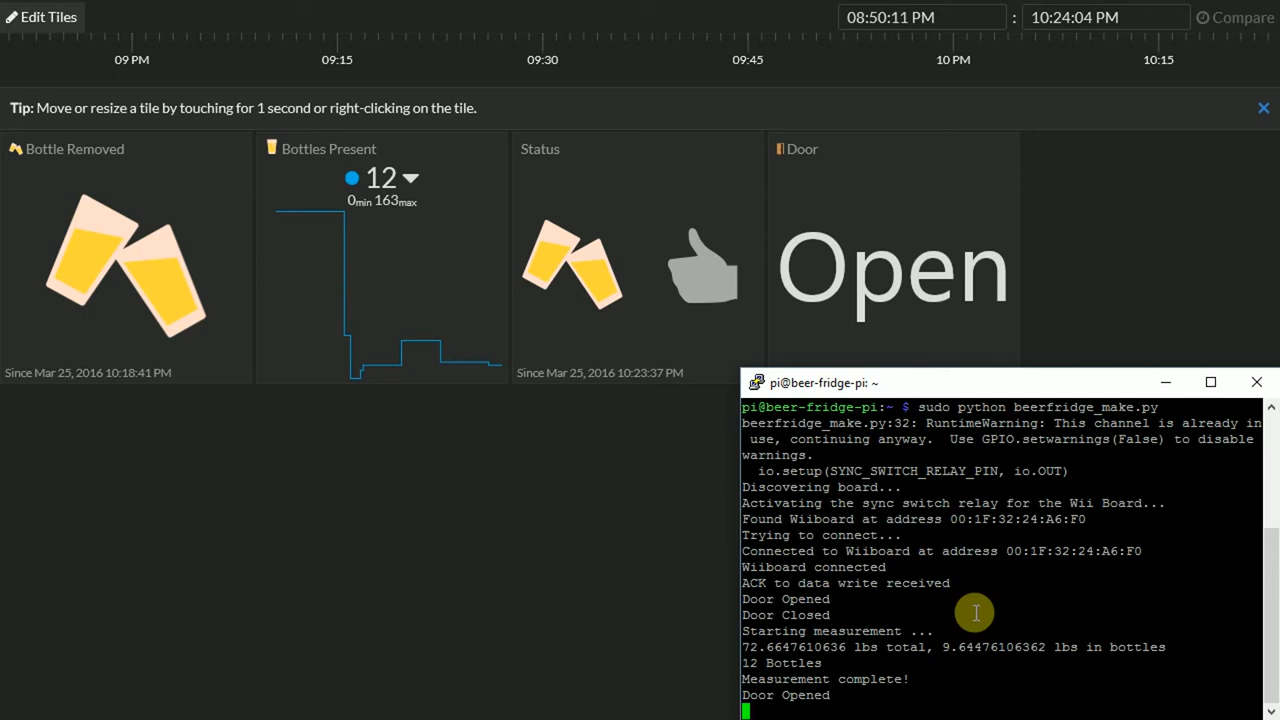 Edit Tiles
08:50:11 PM : 10:24:04 PM Compare
09 PM 09:15 09:30 09:45 10 PM 10:15
Tip: Move or resize a tile by touching for 1 second or right-clicking on the tile.
Bottle Removed
Since Mar 25, 2016 10:18:41 PM
Bottles Present
12
0min 163max
Status
Since Mar 25, 2016 10:23:37 PM
Door
Open
pi@beer-fridge-pi: ~
pi@beer-fridge-pi:~ $ sudo python beerfridge_make.py
beerfridge_make.py:32: RuntimeWarning: This channel is already in
use, continuing anyway.  Use GPIO.setwarnings(False) to disable
warnings.
io.setup(SYNC_SWITCH_RELAY_PIN, io.OUT)
Discovering board...
Activating the sync switch relay for the Wii Board...
Found Wiiboard at address 00:1F:32:24:A6:F0
Trying to connect...
Connected to Wiiboard at address 00:1F:32:24:A6:F0
Wiiboard connected
ACK to data write received
Door Opened
Door Closed
Starting measurement ...
72.6647610636 lbs total, 9.64476106362 lbs in bottles
12 Bottles
Measurement complete!
Door Opened